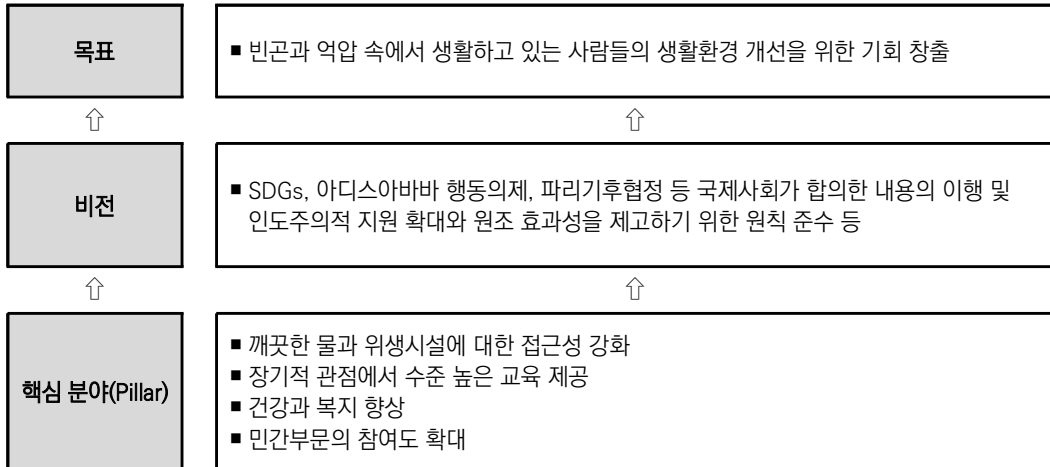 목표
■ 빈곤과 억압 속에서 생활하고 있는 사람들의 생활환경 개선을 위한 기회 창출
⇧ ⇧
비전
■ SDGs, 아디스아바바 행동의제, 파리기후협정 등 국제사회가 합의한 내용의 이행 및
인도주의적 지원 확대와 원조 효과성을 제고하기 위한 원칙 준수 등
⇧ ⇧
핵심 분야(Pillar)
■ 깨끗한 물과 위생시설에 대한 접근성 강화
■ 장기적 관점에서 수준 높은 교육 제공
■ 건강과 복지 향상
■ 민간부문의 참여도 확대